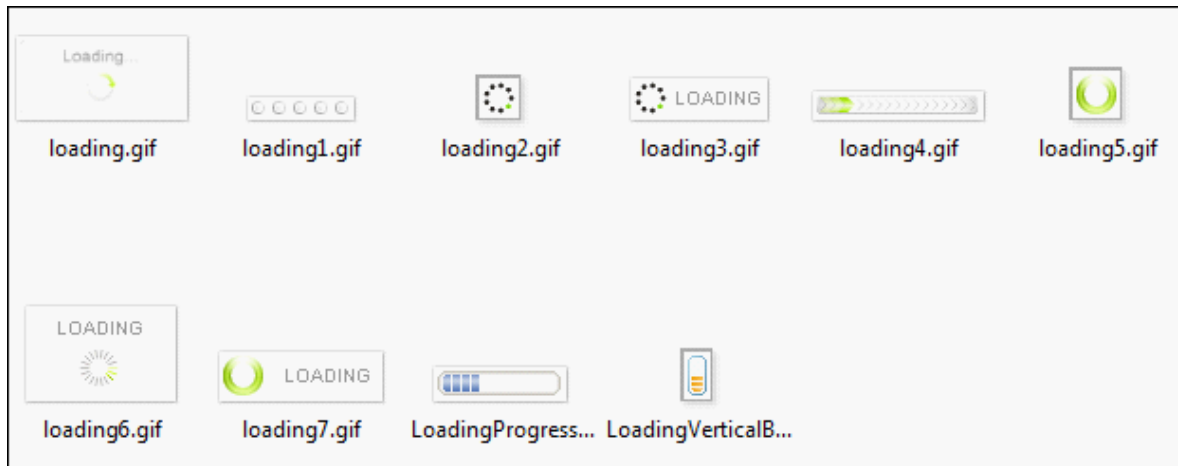 Loading...
LOADING
loading.gif loading1.gif loading2.gif loading3.gif loading4.gif loading5.gif
LOADING
LOADING
loading6.gif loading7.gif LoadingProgress... LoadingVerticalB...